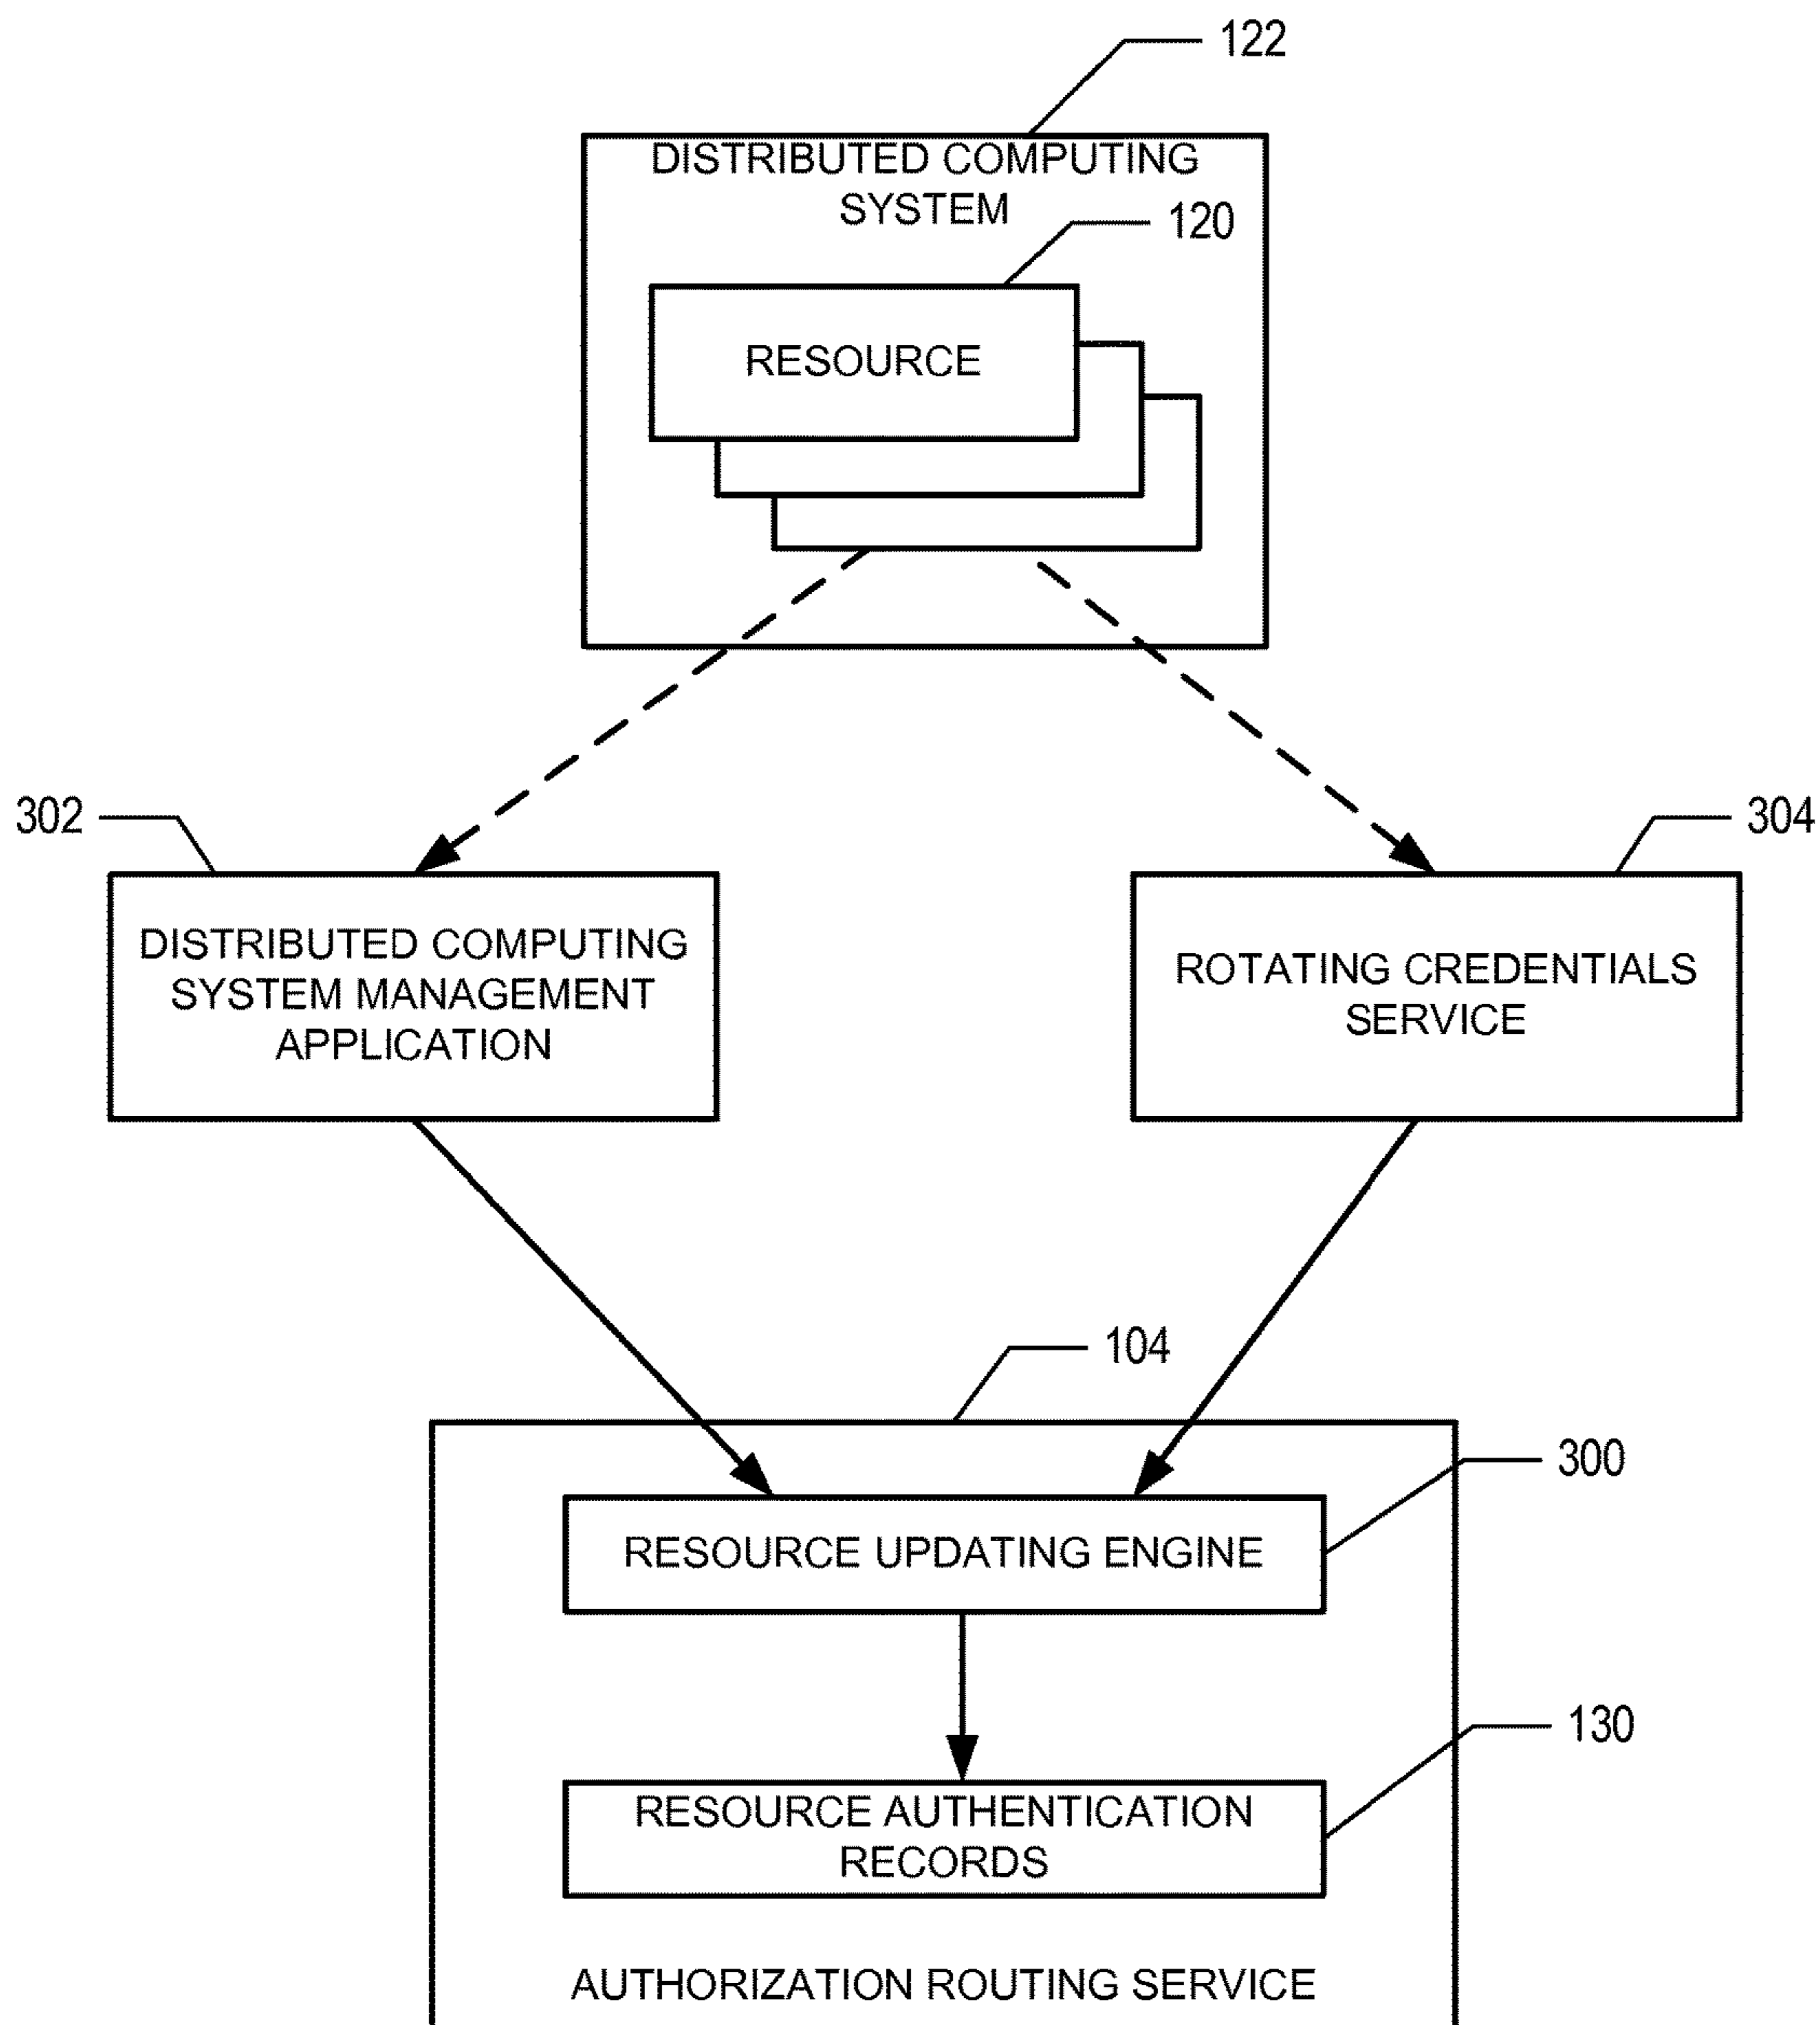 122
DISTRIBUTED COMPUTING
SYSTEM
120
RESOURCE
302
304
DISTRIBUTED COMPUTING
SYSTEM MANAGEMENT
APPLICATION
ROTATING CREDENTIALS
SERVICE
104
300
RESOURCE UPDATING ENGINE
130
RESOURCE AUTHENTICATION
RECORDS
AUTHORIZATION ROUTING SERVICE